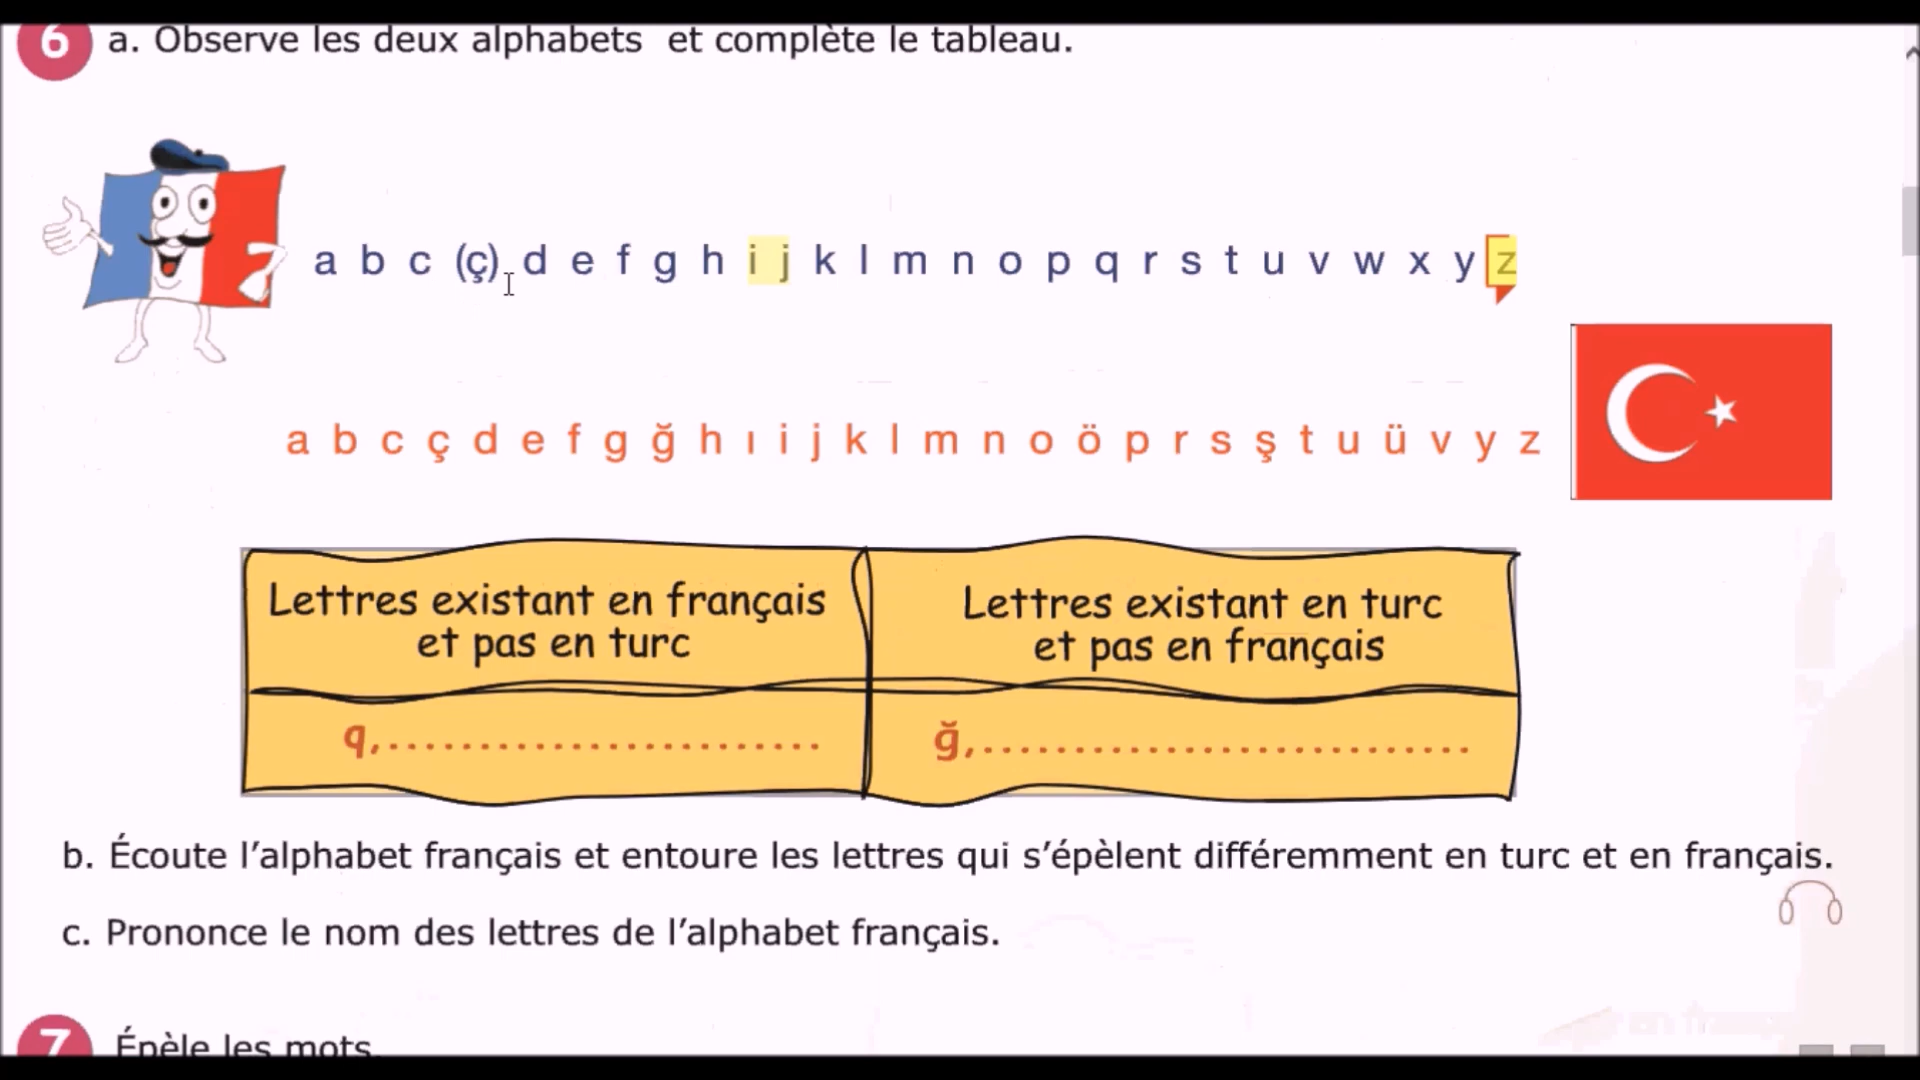 6 a. Observe les deux alphabets et complète le tableau.
a b c (ç) d e f g h i j k l m n o p q r s t u v w x y z
a b c ç d e f g ğ h ı i j k l m n o ö p r s ş t u ü v y z
Lettres existant en français
et pas en turc
Lettres existant en turc
et pas en français
q,..............................
ğ,..............................
b. Écoute l’alphabet français et entoure les lettres qui s’épèlent différemment en turc et en français.
c. Prononce le nom des lettres de l’alphabet français.
7 Épèle les mots.